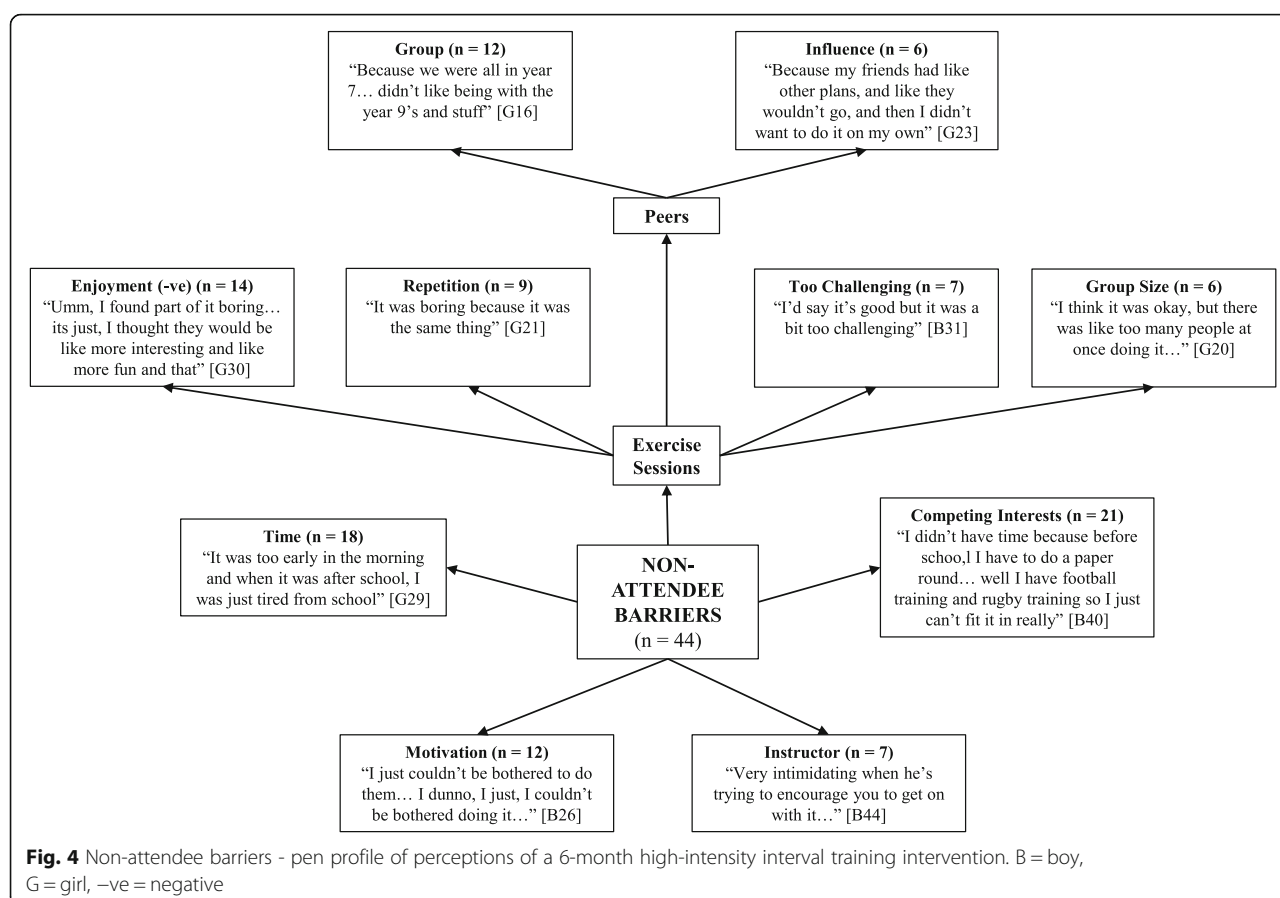 Group (n = 12)
“Because we were all in year
7… didn’t like being with the
year 9’s and stuff” [G16]
Influence (n = 6)
“Because my friends had like
other plans, and like they
wouldn’t go, and then I didn’t
want to do it on my own” [G23]
Peers
Enjoyment (-ve) (n = 14)
“Umm, I found part of it boring…
its just, I thought they would be
like more interesting and like
more fun and that” [G30]
Repetition (n = 9)
“It was boring because it was
the same thing” [G21]
Too Challenging (n = 7)
“I’d say it’s good but it was a
bit too challenging” [B31]
Group Size (n = 6)
“I think it was okay, but there
was like too many people at
once doing it…” [G20]
Exercise
Sessions
Time (n = 18)
“It was too early in the morning
and when it was after school, I
was just tired from school” [G29]
NON-
ATTENDEE
BARRIERS
(n = 44)
Competing Interests (n = 21)
“I didn’t have time because before
schoo,l I have to do a paper
round… well I have football
training and rugby training so I just
can’t fit it in really” [B40]
Motivation (n = 12)
“I just couldn’t be bothered to do
them… I dunno, I just, I couldn’t
be bothered doing it…” [B26]
Instructor (n = 7)
“Very intimidating when he’s
trying to encourage you to get on
with it…” [B44]
Fig. 4 Non-attendee barriers - pen profile of perceptions of a 6-month high-intensity interval training intervention. B = boy,
G = girl, −ve = negative